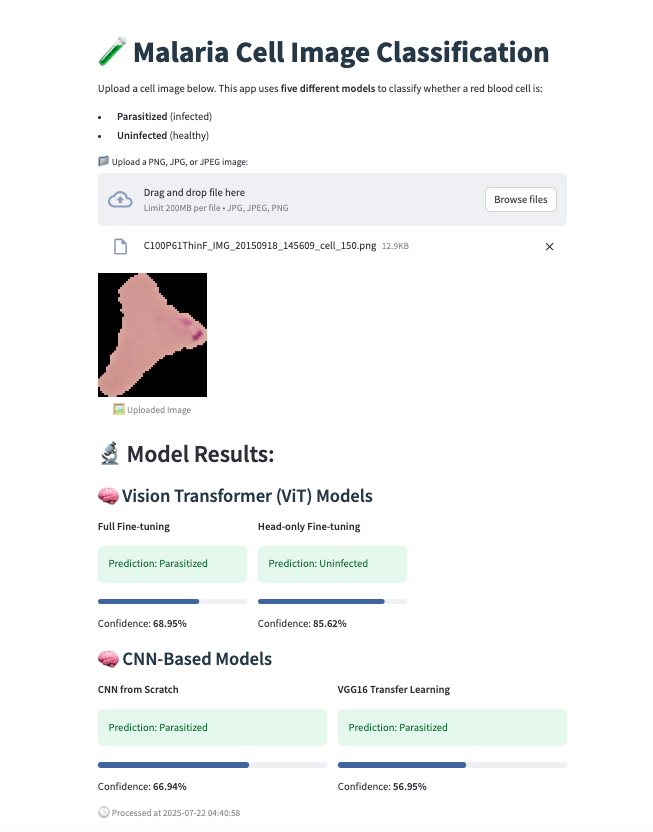 Malaria Cell Image Classification
Upload a cell image below. This app uses five different models to classify whether a red blood cell is:
• Parasitized (infected)
• Uninfected (healthy)
Upload a PNG, JPG, or JPEG image:
Drag and drop file here
Limit 200MB per file • JPG, JPEG, PNG
Browse files
C100P61ThinF_IMG_20150918_145609_cell_150.png 12.9KB
Uploaded Image
Model Results:
Vision Transformer (ViT) Models
Full Fine-tuning
Head-only Fine-tuning
Prediction: Parasitized
Prediction: Uninfected
Confidence: 68.95%
Confidence: 85.62%
CNN-Based Models
CNN from Scratch
VGG16 Transfer Learning
Prediction: Parasitized
Prediction: Parasitized
Confidence: 66.94%
Confidence: 56.95%
Processed at 2025-07-22 04:40:58